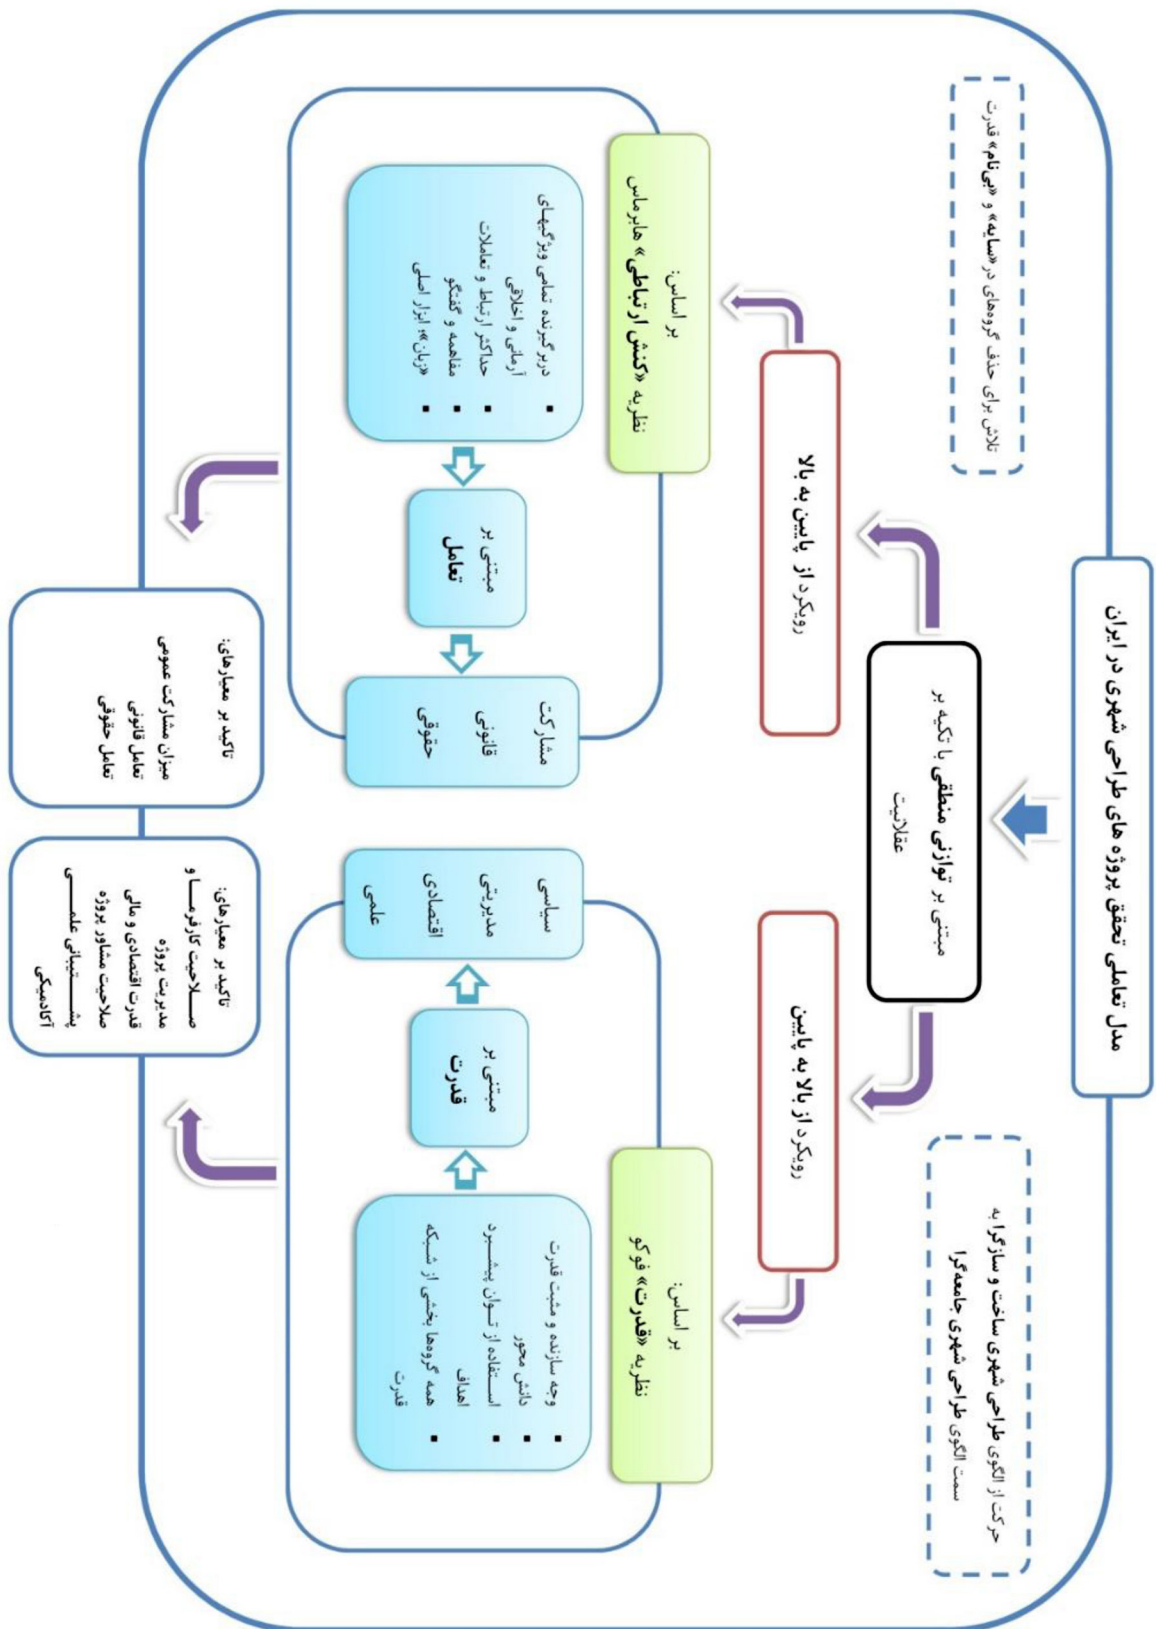 مدل تعاملی تحقق پروژه های طراحی شهری در ایران
حرکت از الگوی طراحی شهری ساخت و سازگرا به
سمت الگوی طراحی شهری جامعه‌گرا
تلاش برای حذف گروه‌های در «سایه» و «بی‌نام» قدرت
مبتنی بر توازنی منطقی با تکیه بر
عقلانیت
رویکرد از بالا به پایین
رویکرد از پایین به بالا
بر اساس:
نظریه «قدرت» فوکو
وجه سازنده و مثبت قدرت
دانش محور
استفاده از توان پیشبرد
اهداف
همه گروه‌ها بخشی از شبکه
قدرت
مبتنی بر
قدرت
سیاسی
مدیریتی
اقتصادی
علمی
بر اساس:
نظریه «کنش ارتباطی» هابرماس
دربرگیرنده تمامی ویژگیهای
آرمانی و اخلاقی
حداکثر ارتباط و تعاملات
مفاهمه و گفتگو
«زبان»؛ ابزار اصلی
مبتنی بر
تعامل
مشارکت
قانونی
حقوقی
تاکید بر معیارهای:
صلاحیت کارفرما و
مدیریت پروژه
قدرت اقتصادی و مالی
صلاحیت مشاور پروژه
پشتیبانی علمی
آکادمیکی
تاکید بر معیارهای:
میزان مشارکت عمومی
تعامل قانونی
تعامل حقوقی